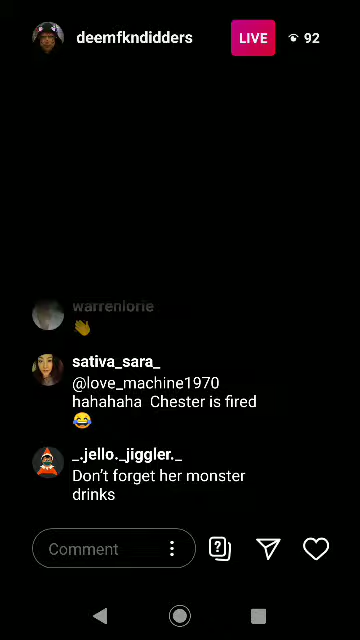 deemfkndidders
LIVE
92
warrenlorie
👋
sativa_sara_
@love_machine1970
hahahaha  Chester is fired
😂
_.jello._jiggler._
Don't forget her monster
drinks
Comment